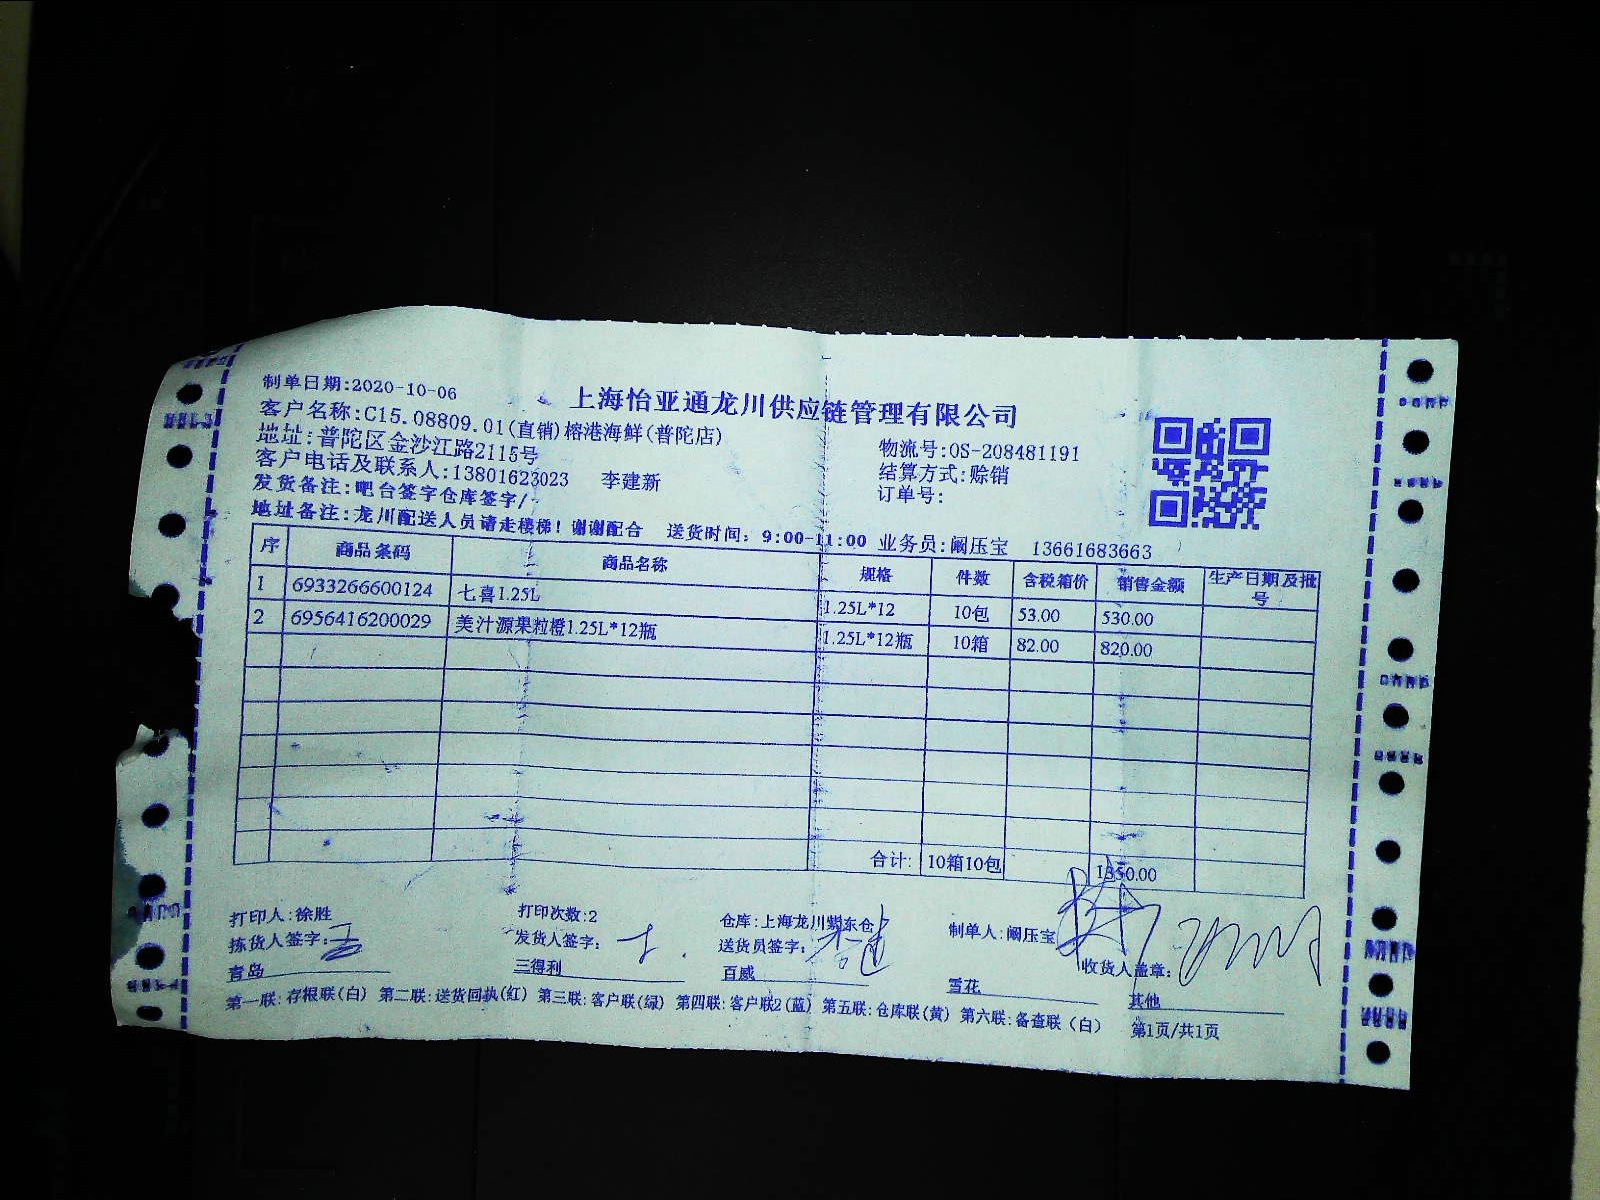 制单日期:2020-10-06
上海怡亚通龙川供应链管理有限公司
客户名称:C15.08809.01(直销)榕港海鲜(普陀店)
地址:普陀区金沙江路2115号 物流号:OS-208481191
客户电话及联系人:13801623023 李建新 结算方式:赊销
发货备注:吧台签字仓库签字/- 订单号:
地址备注:龙川配送人员请走楼梯！谢谢配合 送货时间：9:00-11:00 业务员:阚压宝 13661683663
序 商品条码 商品名称 规格 件数 含税箱价 销售金额 生产日期及批号
1 6933266600124 七喜1.25L 1.25L*12 10包 53.00 530.00
2 6956416200029 美汁源果粒橙1.25L*12瓶 1.25L*12瓶 10箱 82.00 820.00
合计: 10箱10包 1350.00
打印人:徐胜 打印次数:2 仓库:上海龙川紫东仓 制单人:阚压宝
拣货人签字: 发货人签字: 送货员签字: 收货人盖章:
青岛 三得利 百威 雪花 其他
第一联:存根联(白) 第二联:送货回执(红) 第三联:客户联(绿) 第四联:客户联2(蓝) 第五联:仓库联(黄) 第六联:备查联（白） 第1页/共1页